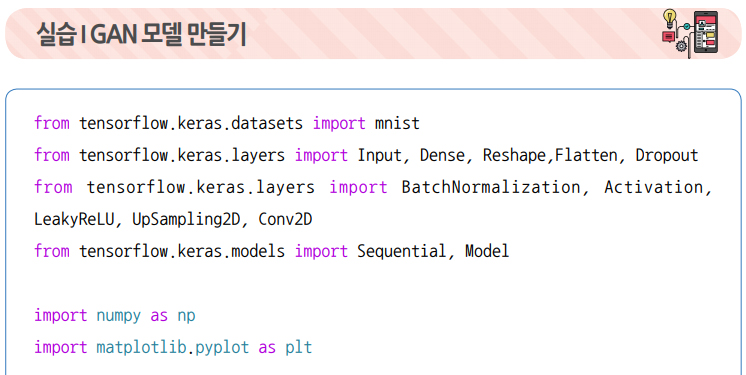 실습 | GAN 모델 만들기
from tensorflow.keras.datasets import mnist
from tensorflow.keras.layers import Input, Dense, Reshape,Flatten, Dropout
from tensorflow.keras.layers import BatchNormalization, Activation,
LeakyReLU, UpSampling2D, Conv2D
from tensorflow.keras.models import Sequential, Model
import numpy as np
import matplotlib.pyplot as plt